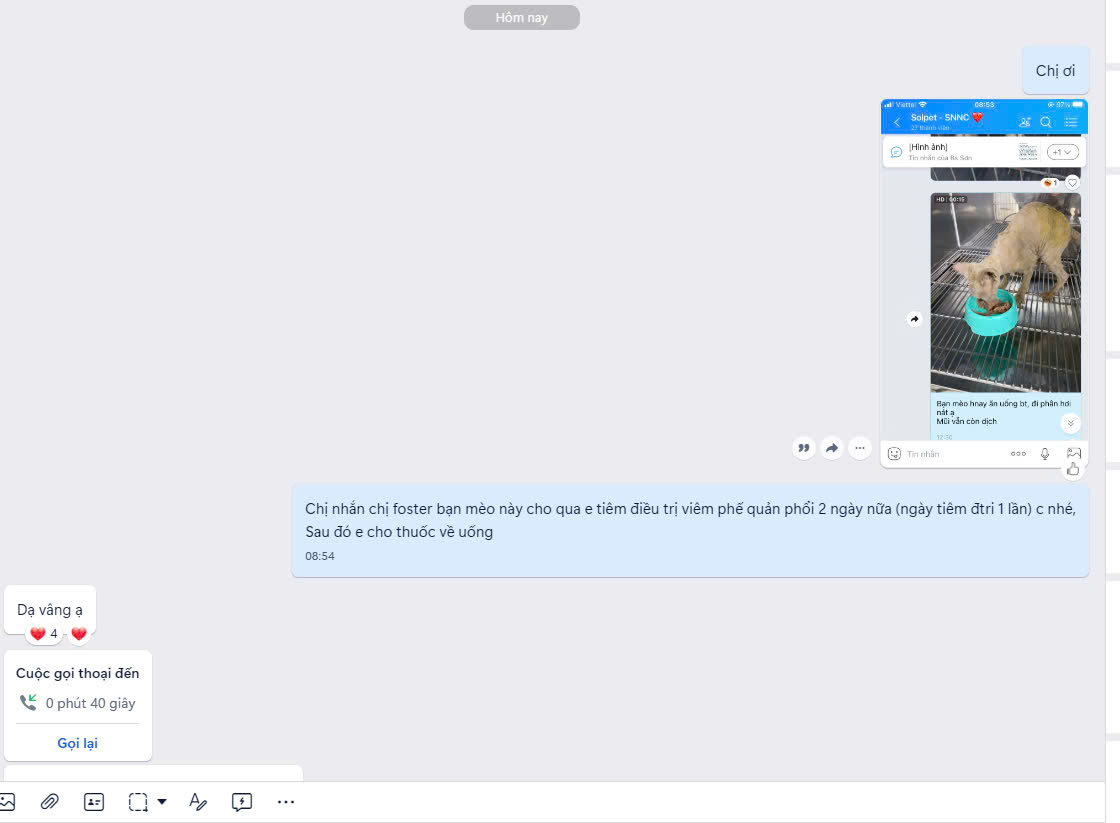 Hôm nay
Chị ơi
Viettel
08:53
97%
Solpet - SNNC ❤️
27 thành viên
[Hình ảnh]
Tin nhắn của Bs Sơn
+1
1
HD | 00:15
Bạn mèo hnay ăn uống bt, đi phân hơi
nát ạ
Mũi vẫn còn dịch
12:30
Tin nhắn
Chị nhắn chị foster bạn mèo này cho qua e tiêm điều trị viêm phế quản phổi 2 ngày nữa (ngày tiêm đtri 1 lần) c nhé,
Sau đó e cho thuốc về uống
08:54
Dạ vâng ạ
❤️ 4 ❤️
Cuộc gọi thoại đến
0 phút 40 giây
Gọi lại